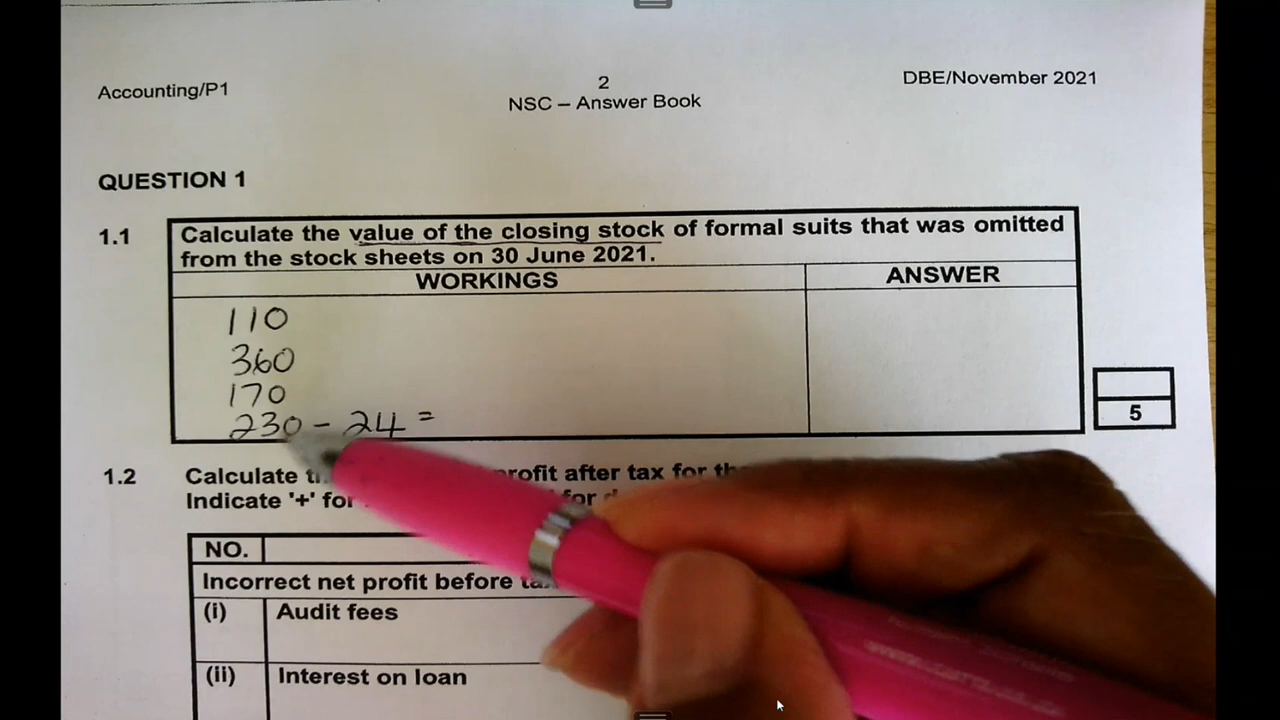 Accounting/P1
2
NSC – Answer Book
DBE/November 2021
QUESTION 1
1.1
Calculate the value of the closing stock of formal suits that was omitted
from the stock sheets on 30 June 2021.
WORKINGS
ANSWER
110
360
170
230 - 24 =
5
1.2
Calculate
profit after tax for
Indicate '+' for
for
NO.
Incorrect net profit before
(i)
Audit fees
(ii)
Interest on loan